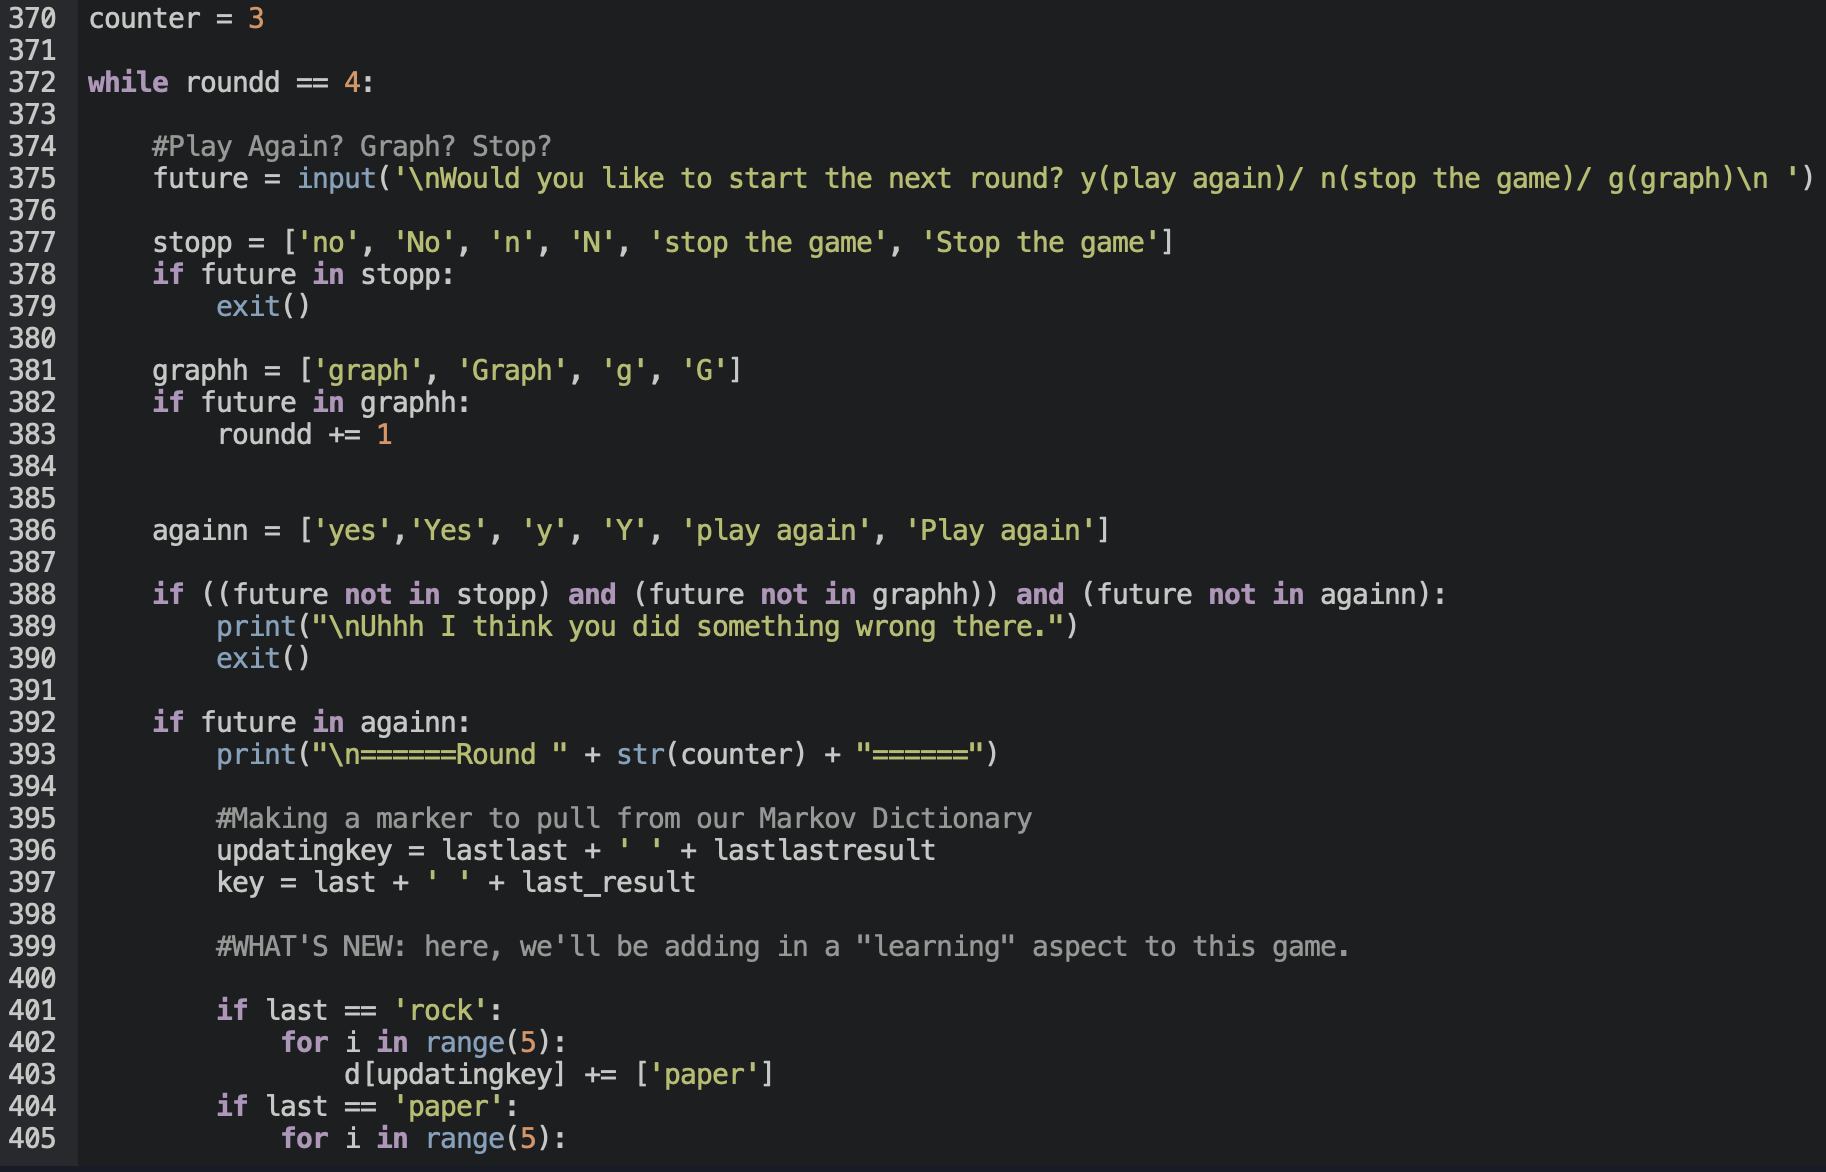 370 counter = 3
371
372 while roundd == 4:
373
374     #Play Again? Graph? Stop?
375     future = input('\nWould you like to start the next round? y(play again)/ n(stop the game)/ g(graph)\n ')
376
377     stopp = ['no', 'No', 'n', 'N', 'stop the game', 'Stop the game']
378     if future in stopp:
379         exit()
380
381     graphh = ['graph', 'Graph', 'g', 'G']
382     if future in graphh:
383         roundd += 1
384
385
386     againn = ['yes','Yes', 'y', 'Y', 'play again', 'Play again']
387
388     if ((future not in stopp) and (future not in graphh)) and (future not in againn):
389         print("\nUhhh I think you did something wrong there.")
390         exit()
391
392     if future in againn:
393         print("\n======Round " + str(counter) + "======")
394
395         #Making a marker to pull from our Markov Dictionary
396         updatingkey = lastlast + ' ' + lastlastresult
397         key = last + ' ' + last_result
398
399         #WHAT'S NEW: here, we'll be adding in a "learning" aspect to this game.
400
401         if last == 'rock':
402             for i in range(5):
403                 d[updatingkey] += ['paper']
404         if last == 'paper':
405             for i in range(5):